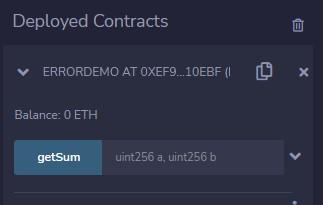 Deployed Contracts
ERRORDEMO AT 0XEF9...10EBF (
Balance: 0 ETH
getSum uint256 a, uint256 b